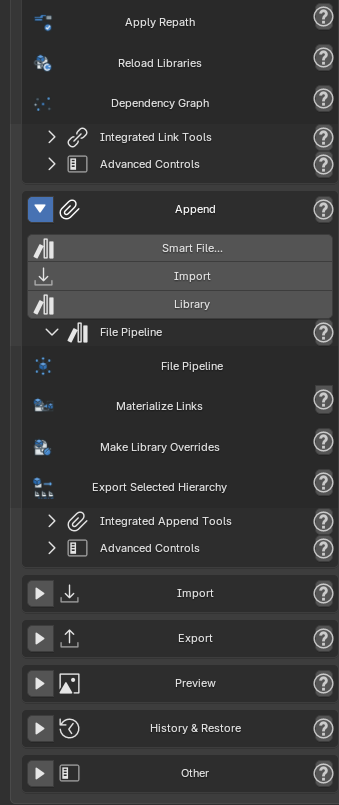 Apply Repath
Reload Libraries
Dependency Graph
Integrated Link Tools
Advanced Controls
Append
Smart File...
Import
Library
File Pipeline
File Pipeline
Materialize Links
Make Library Overrides
Export Selected Hierarchy
Integrated Append Tools
Advanced Controls
Import
Export
Preview
History & Restore
Other